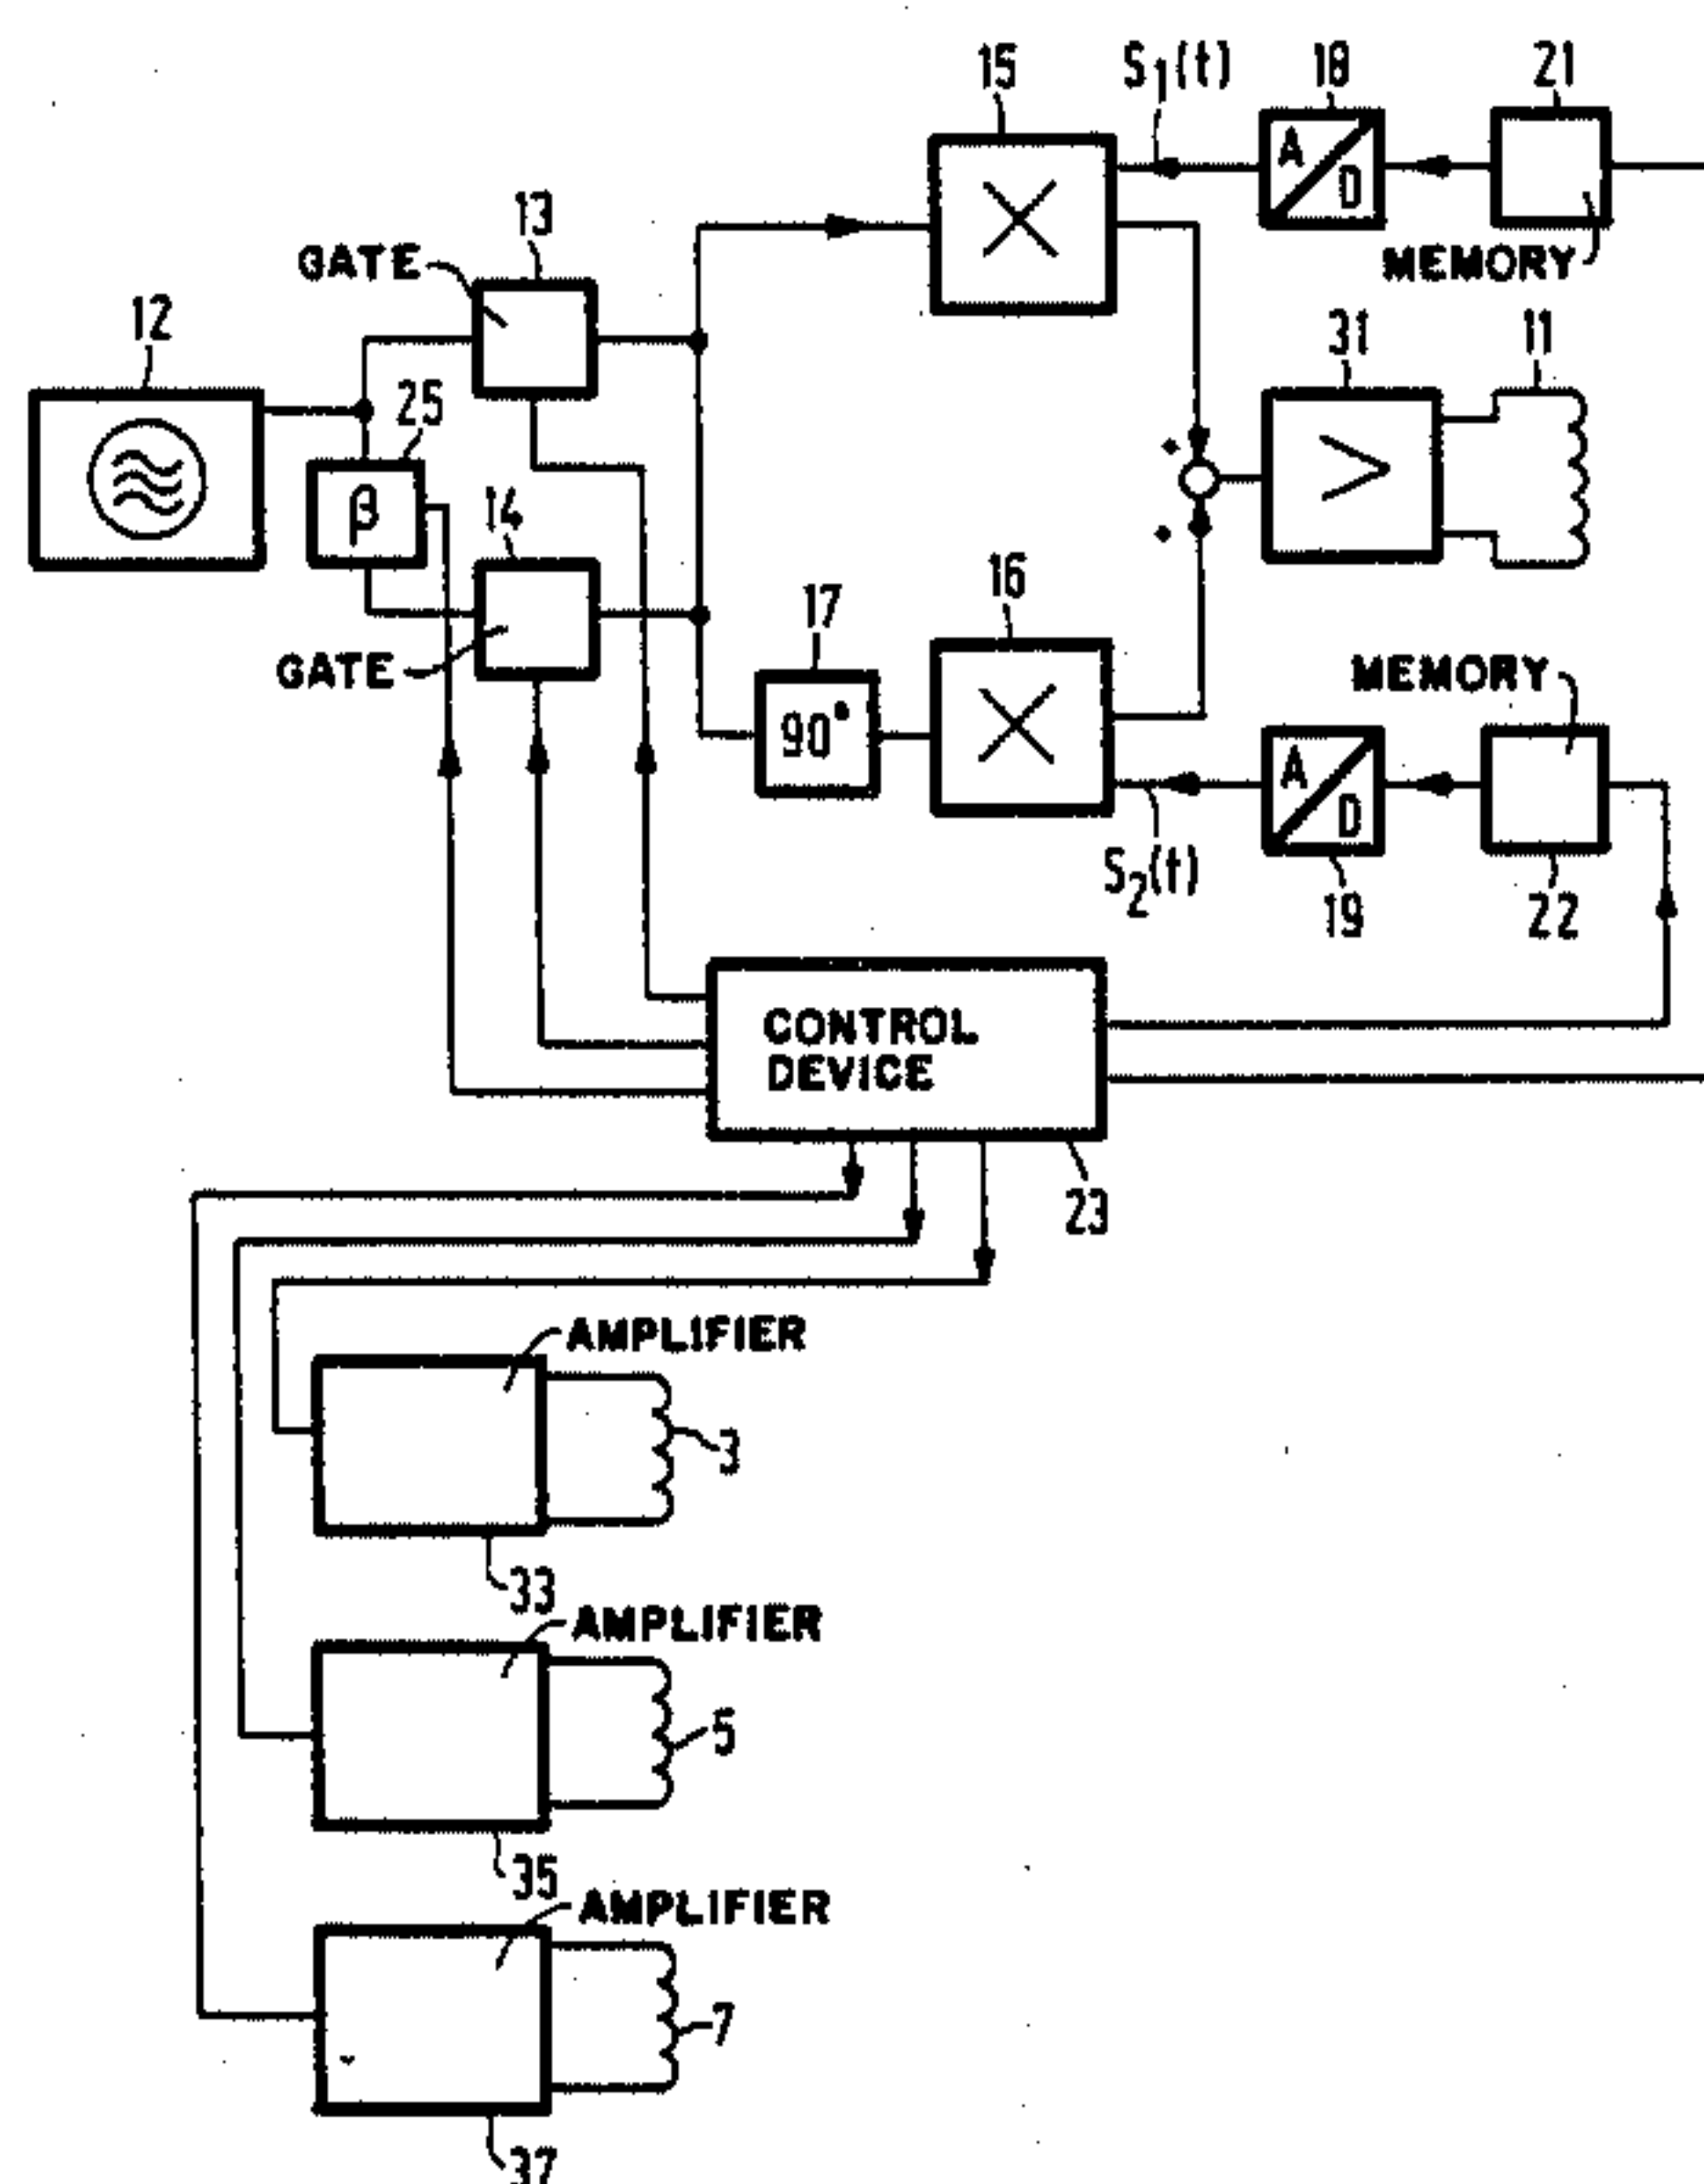 15
S1(t)
18
21
A
D
MEMORY
13
GATE
12
25
β
14
GATE
31
11
>
17
90°
16
MEMORY
A
D
S2(t)
19
22
CONTROL
DEVICE
23
AMPLIFIER
3
33
AMPLIFIER
5
35
AMPLIFIER
7
37